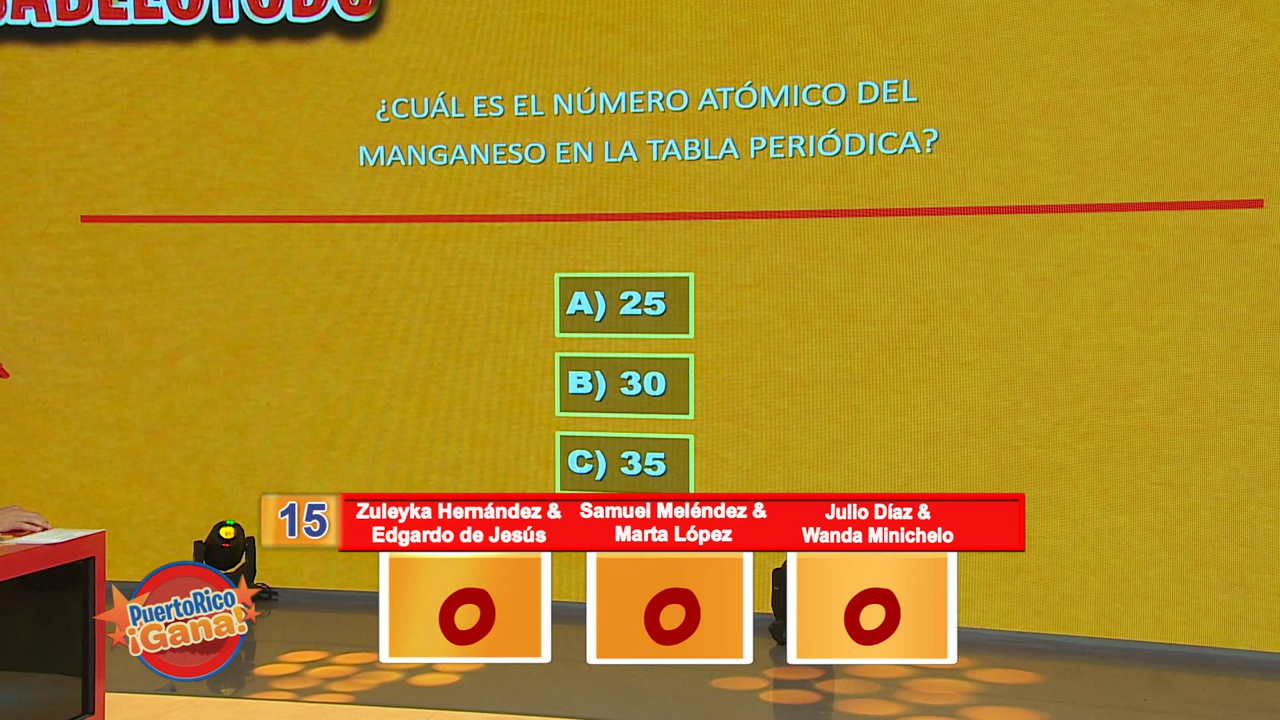 ¿CUÁL ES EL NÚMERO ATÓMICO DEL
MANGANESO EN LA TABLA PERIÓDICA?
A) 25
B) 30
C) 35
15
Zuleyka Hernández &
Edgardo de Jesús
Samuel Meléndez &
Marta López
Julio Díaz &
Wanda Minichelo
0
0
0
PuertoRico
¡Gana!